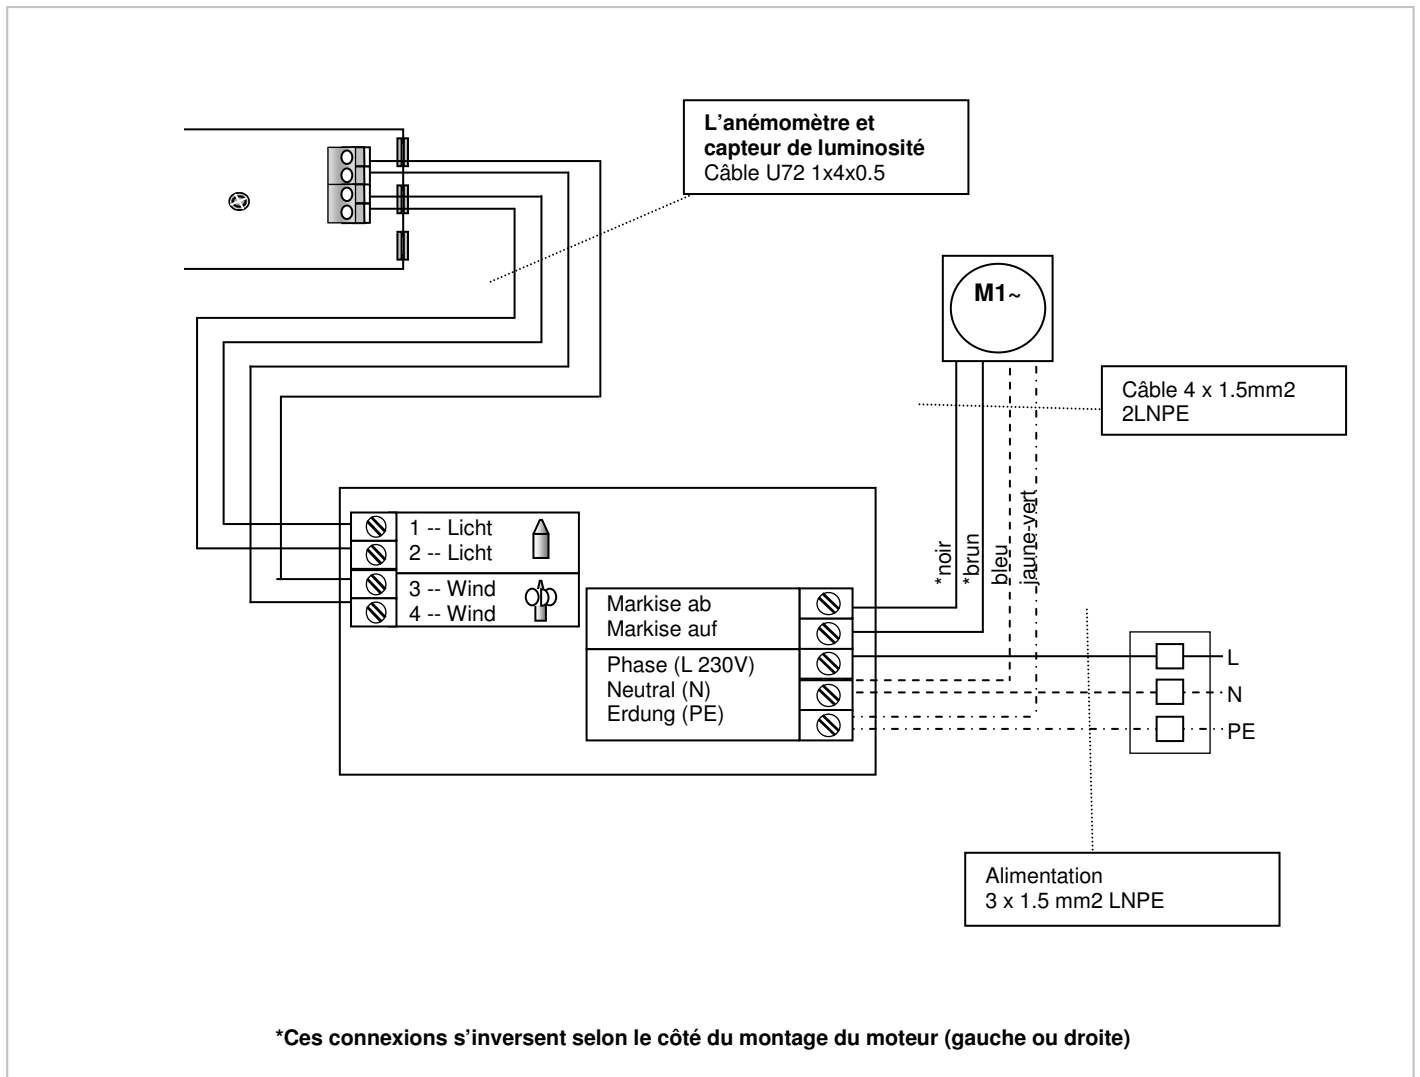 L’anémomètre et
capteur de luminosité
Câble U72 1x4x0.5
M1~
Câble 4 x 1.5mm2
2LNPE
*noir
*brun
bleu
jaune-vert
1 -- Licht
2 -- Licht
3 -- Wind
4 -- Wind
Markise ab
Markise auf
Phase (L 230V)
Neutral (N)
Erdung (PE)
L
N
PE
Alimentation
3 x 1.5 mm2 LNPE
*Ces connexions s’inversent selon le côté du montage du moteur (gauche ou droite)